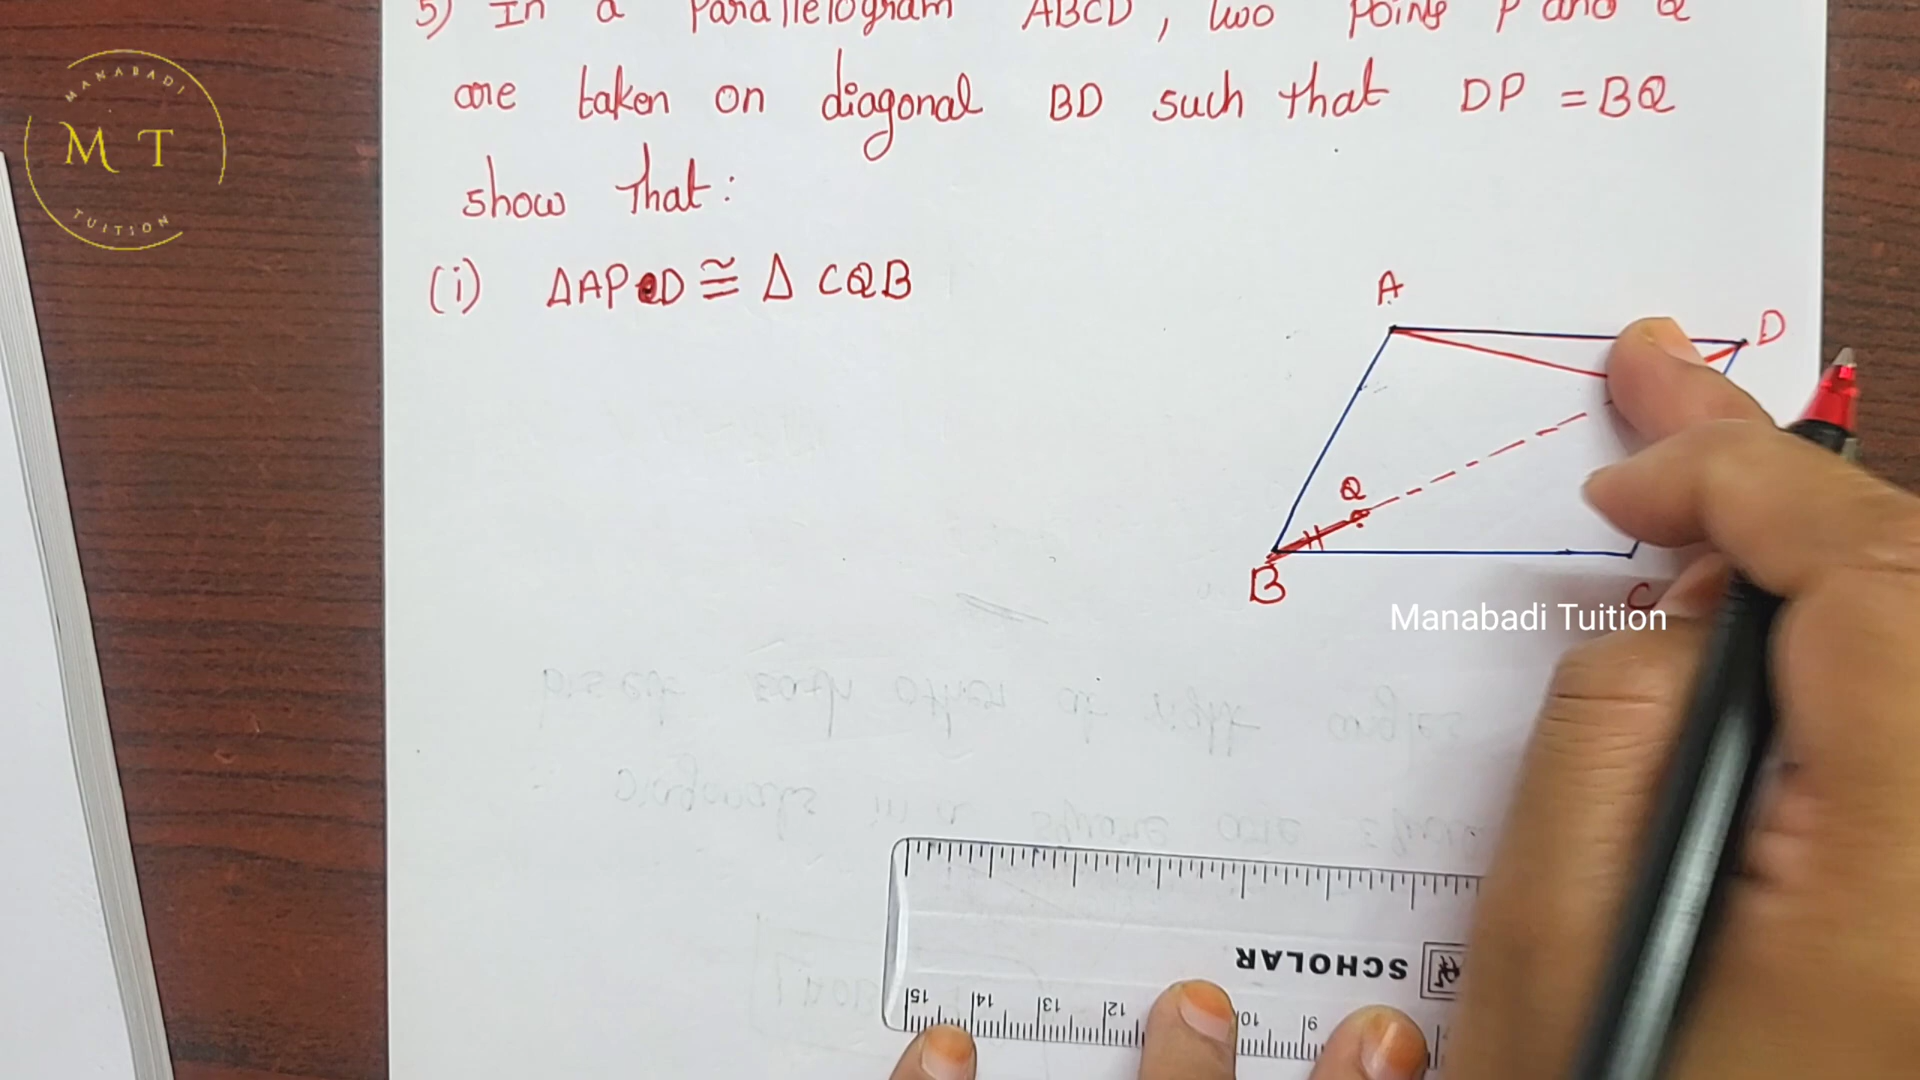 5) In a parallelogram ABCD, two points P and Q
are taken on diagonal BD such that DP = BQ
show that:
(i) ΔAPD ≅ Δ CQB
A
D
Q
B
C
MANABADI
M T
TUITION
Manabadi Tuition
SCHOLAR
15 14 13 12 10 9